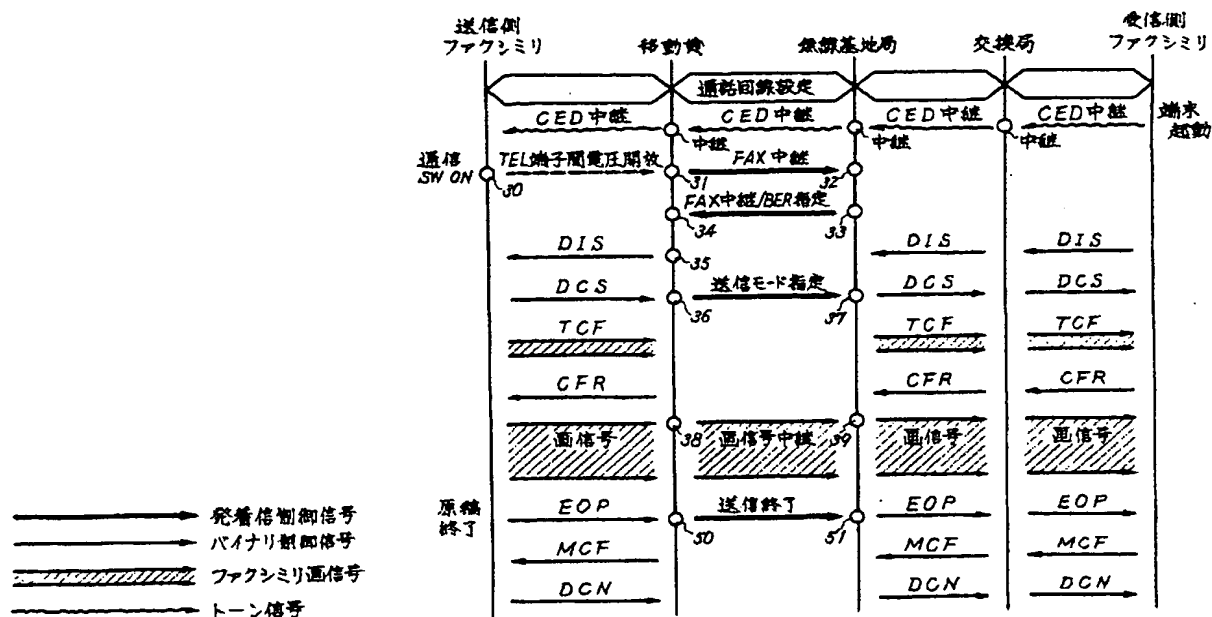 送信側
ファクシミリ
移動機
無線基地局
交換局
受信側
ファクシミリ
通話回線設定
CED中継
CED中継
CED中継
CED中継
端末
起動
中継
中継
中継
通信
SW ON
30
TEL端子間電圧開放
31
FAX中継
32
FAX中継/BER指定
34
33
DIS
35
DIS
DIS
DCS
36
送信モード指定
37
DCS
DCS
TCF
TCF
TCF
CFR
CFR
CFR
画信号
38
画信号中継
39
画信号
画信号
原稿
終了
EOP
50
送信終了
51
EOP
EOP
MCF
MCF
MCF
DCN
DCN
DCN
発着信制御信号
バイナリ制御信号
ファクシミリ画信号
トーン信号